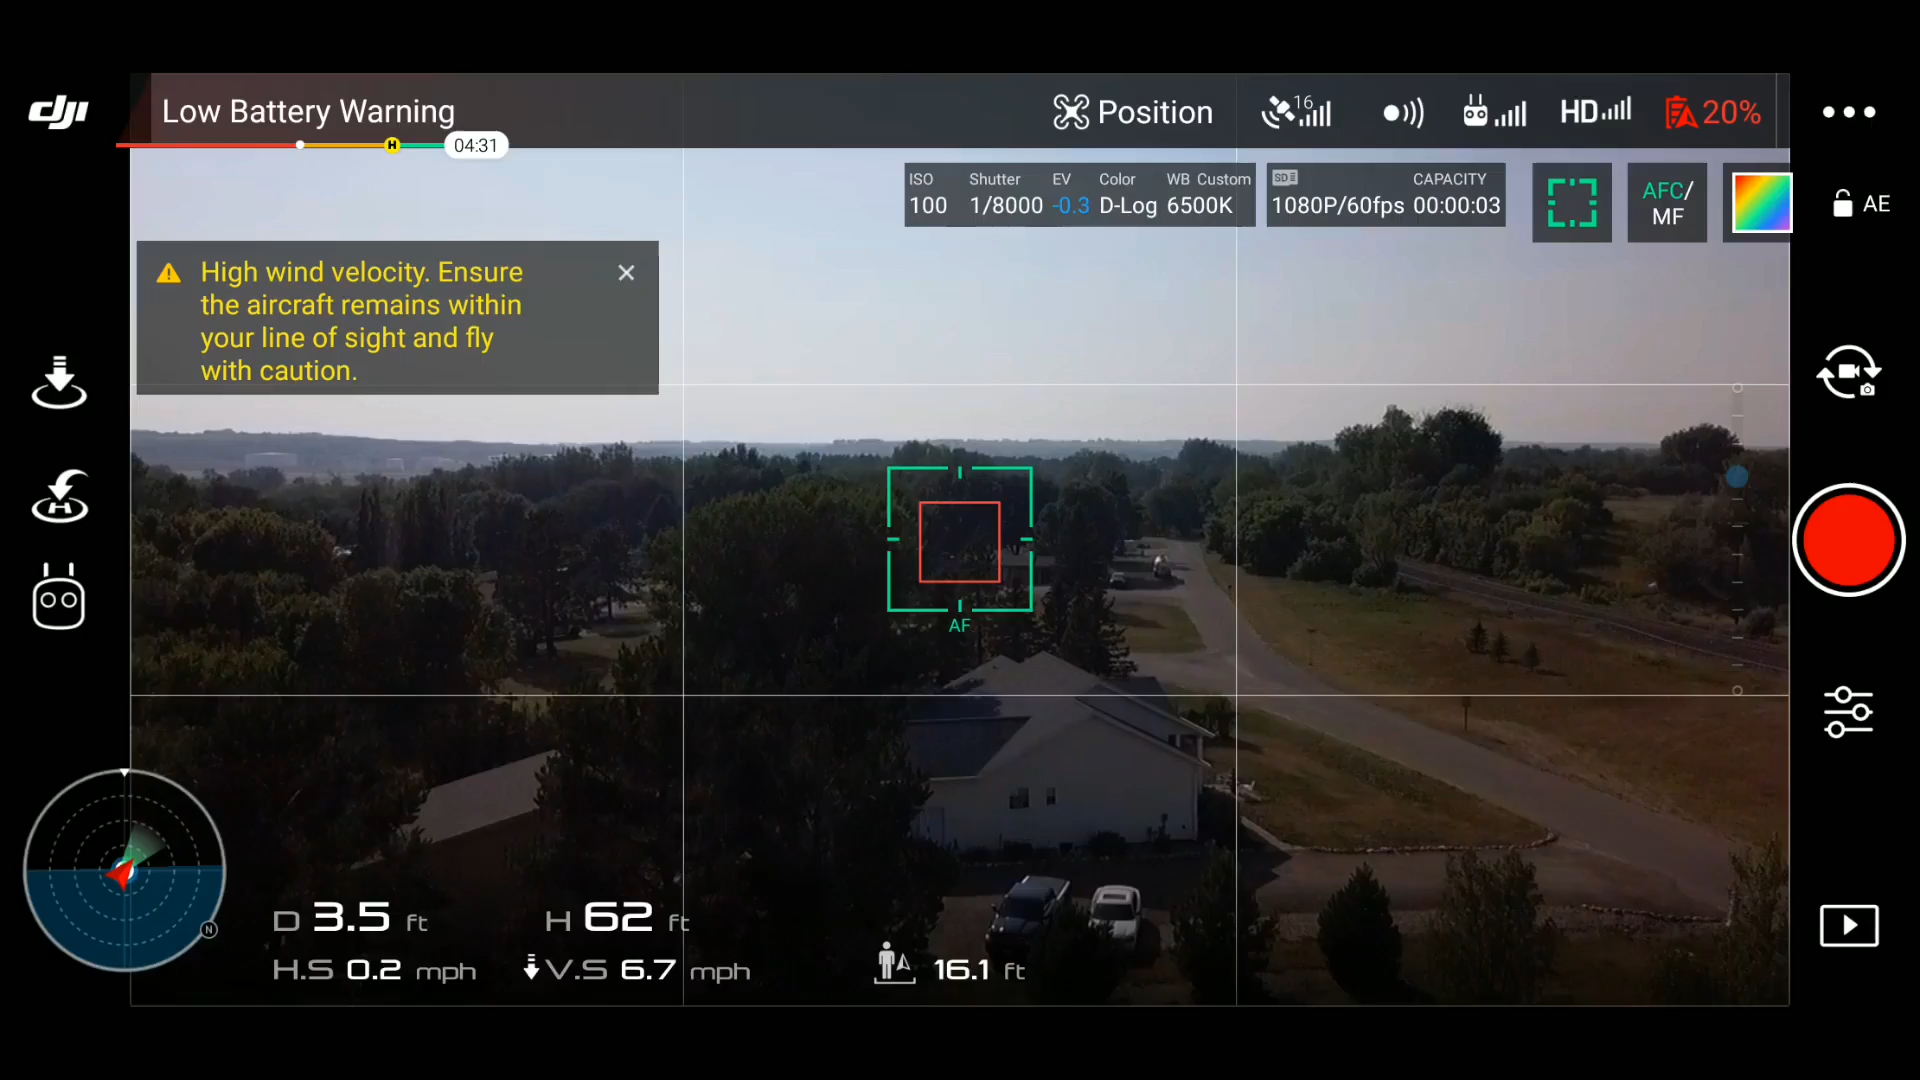 dji
Low Battery Warning
Position
16
HD
20%
H
04:31
ISO Shutter EV Color WB Custom
100 1/8000 -0.3 D-Log 6500K
SD CAPACITY
1080P/60fps 00:00:03
AFC/
MF
AE
High wind velocity. Ensure
the aircraft remains within
your line of sight and fly
with caution.
H
AF
N
D 3.5 ft H 62 ft
H.S 0.2 mph V.S 6.7 mph 16.1 ft